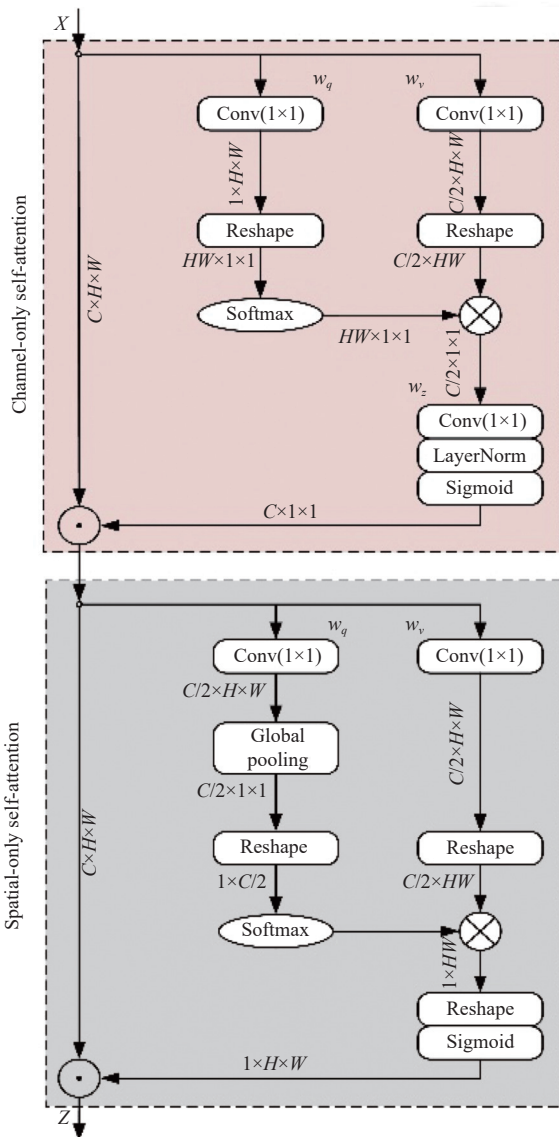 X
Channel-only self-attention
w_q
w_v
Conv(1×1)
Conv(1×1)
1×H×W
C/2×H×W
C×H×W
Reshape
Reshape
HW×1×1
C/2×HW
Softmax
HW×1×1
C/2×1×1
w_z
Conv(1×1)
LayerNorm
Sigmoid
C×1×1
Spatial-only self-attention
w_q
w_v
Conv(1×1)
Conv(1×1)
C/2×H×W
C/2×H×W
Global
pooling
C/2×1×1
C×H×W
Reshape
Reshape
1×C/2
C/2×HW
Softmax
1×HW
Reshape
Sigmoid
1×H×W
Z